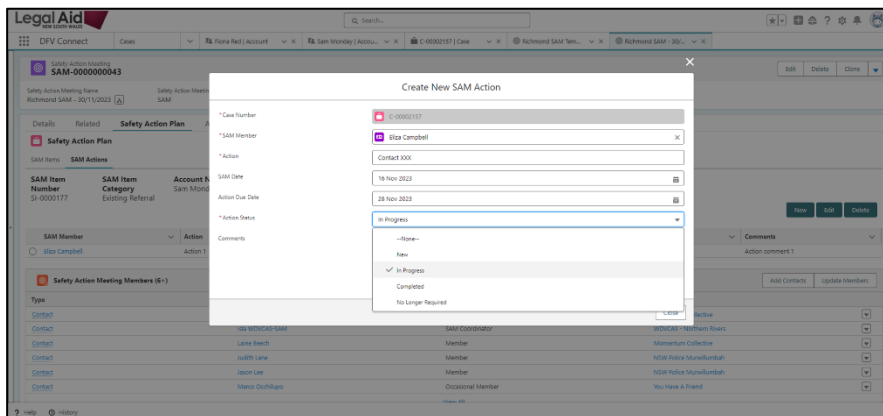 Legal Aid
NEW SOUTH WALES
Search...
DFV Connect
Cases
Fiona Red | Account
Sam Monday | Accou...
C-00002157 | Case
Richmond SAM Tem...
Richmond SAM - 30/...
Safety Action Meeting
SAM-0000000043
Edit Delete Clone
Safety Action Meeting Name
Safety Action Meetin
Richmond SAM - 30/11/2023
SAM
Create New SAM Action
Details Related Safety Action Plan A
Safety Action Plan
SAM Items SAM Actions
SAM Item Number
SAM Item Category
Account N
SI-0000177
Existing Referral
Sam Mond
*Case Number
C-00002157
*SAM Member
Eliza Campbell
*Action
Contact XXX
SAM Date
16 Nov 2023
Action Due Date
28 Nov 2023
*Action Status
In Progress
Comments
--None--
New
In Progress
Completed
No Longer Required
Close
New Edit Delete
SAM Member
Action
Comments
Eliza Campbell
Action 1
Action comment 1
Safety Action Meeting Members (6+)
Add Contacts Update Members
Type
Contact
llective
Contact
Isla WDVCAS-SAM
SAM Coordinator
WDVCAS - Northern Rivers
Contact
Laine Beech
Member
Momentum Collective
Contact
Judith Lane
Member
NSW Police Murwillumbah
Contact
Jason Lee
Member
NSW Police Murwillumbah
Contact
Marco Occhilupo
Occasional Member
You Have A Friend
View All
Help History